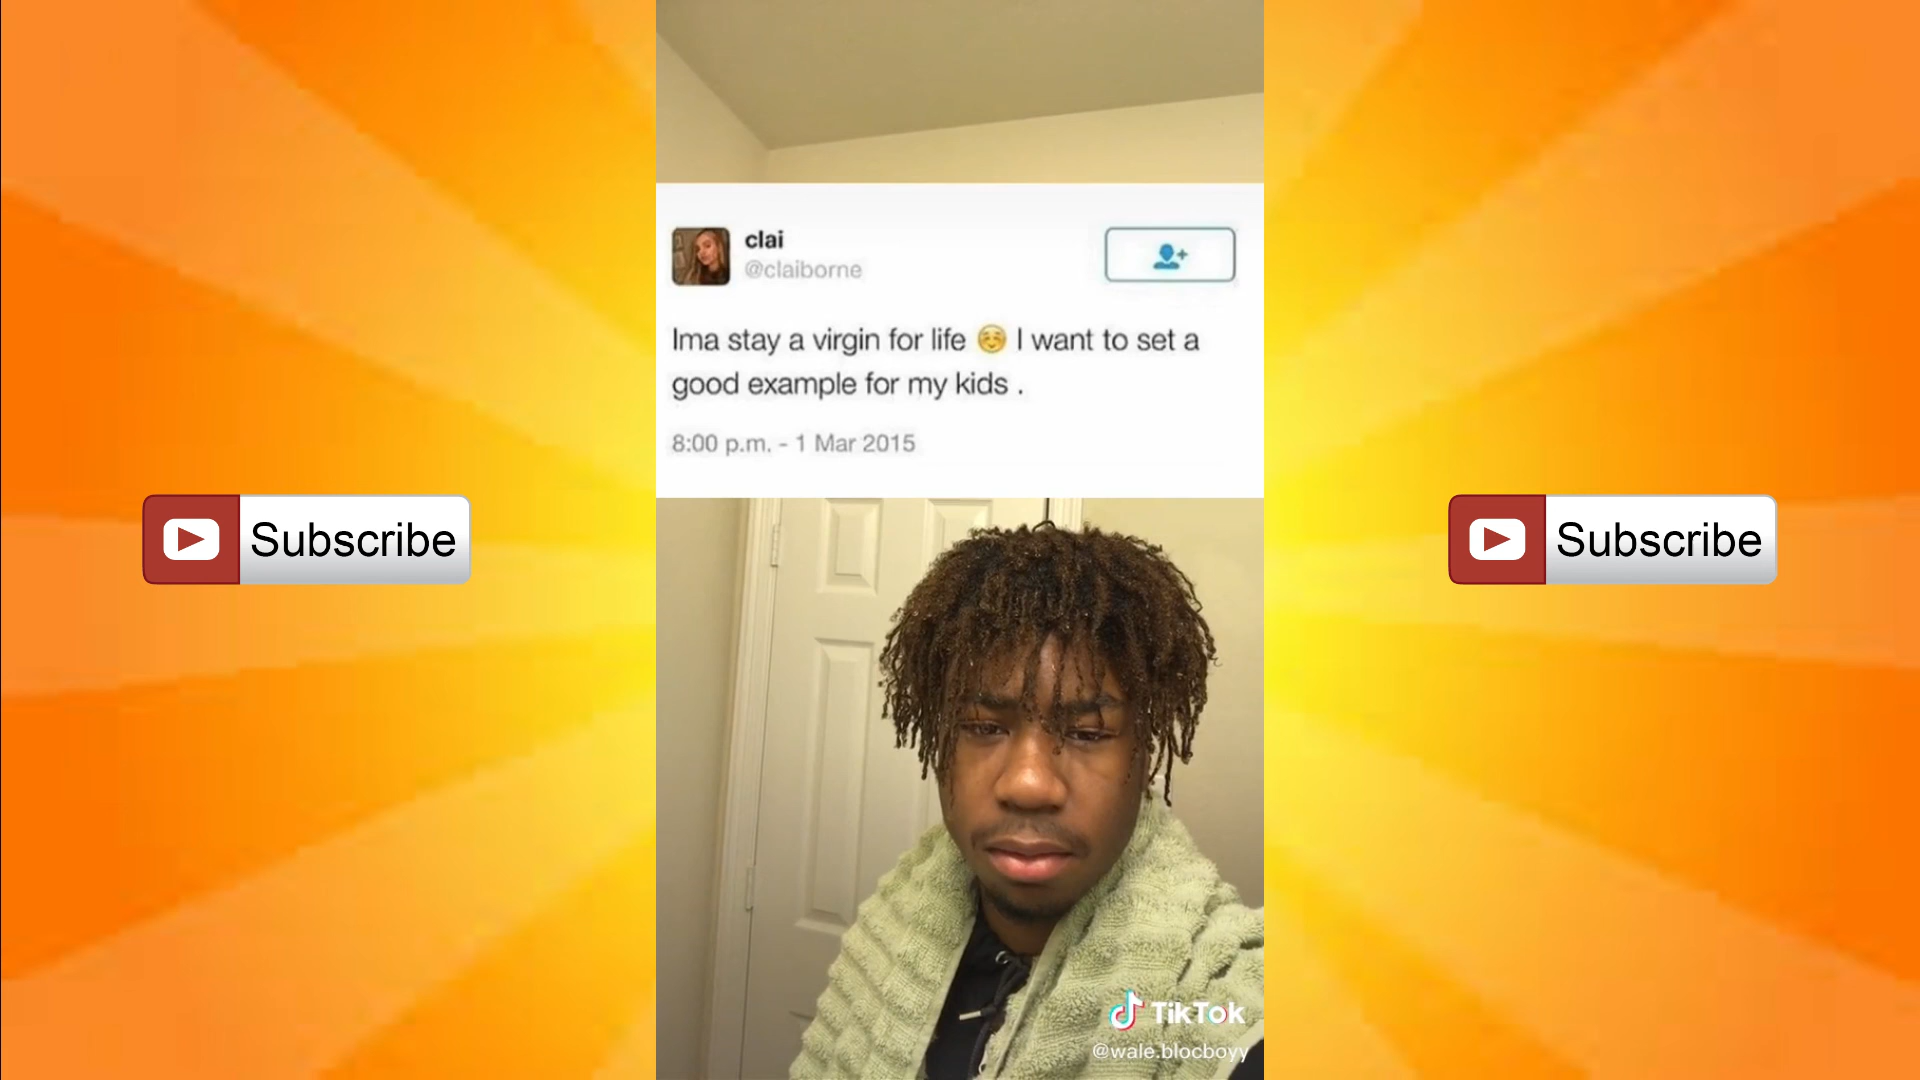 clai
@claiborne
Ima stay a virgin for life ☺️ I want to set a
good example for my kids .
8:00 p.m. - 1 Mar 2015
Subscribe
Subscribe
TikTok
@wale.blocboyy